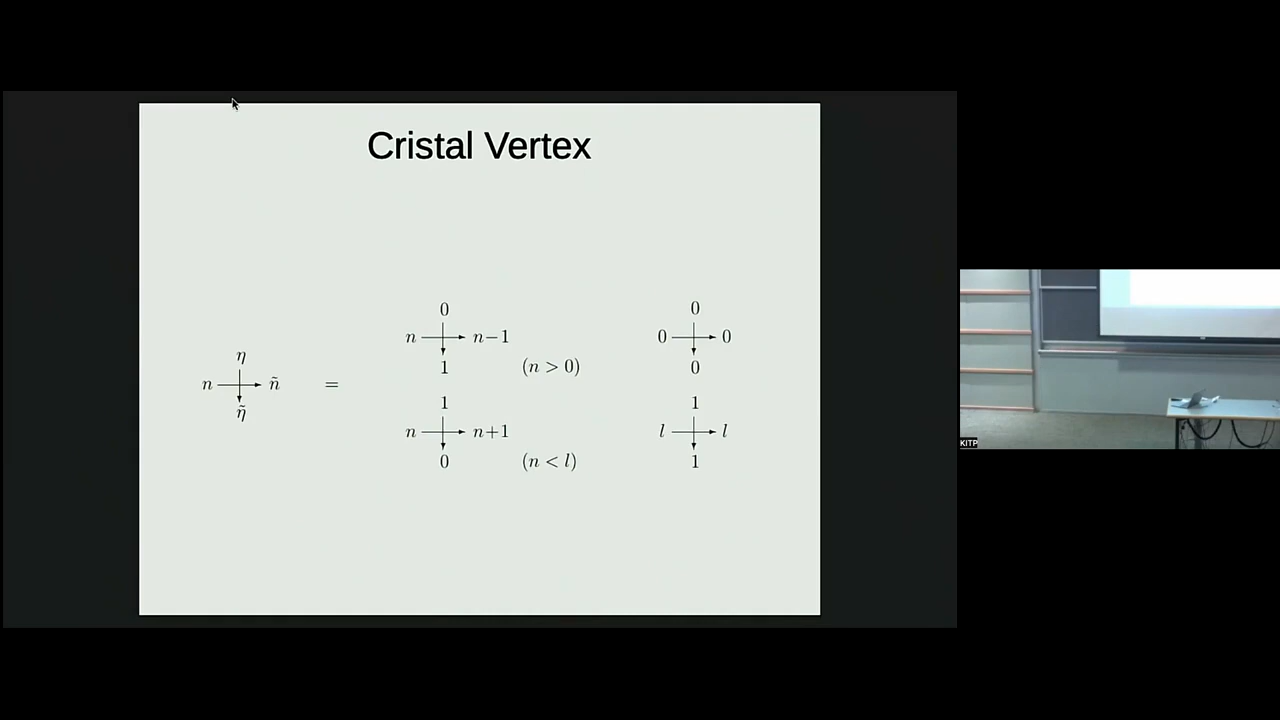 Cristal Vertex
η
n ñ
η̃
=
0
n n−1
1
(n > 0)
0
0 0
0
1
n n+1
0
(n < l)
1
l l
1
KITP